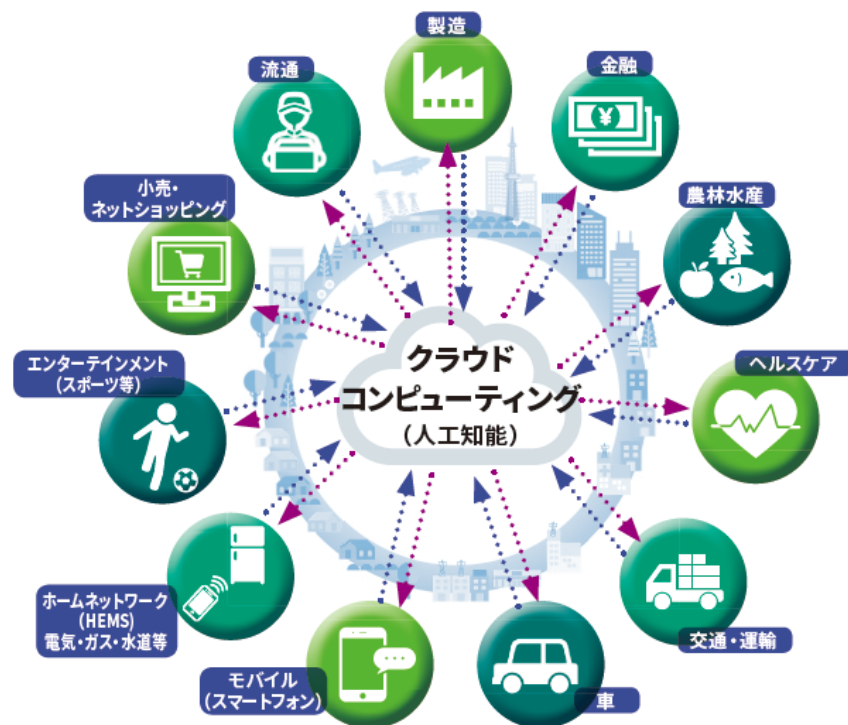 製造
流通
金融
小売・
ネットショッピング
農林水産
エンターテインメント
(スポーツ等)
クラウド
コンピューティング
(人工知能)
ヘルスケア
ホームネットワーク
(HEMS)
電気・ガス・水道等
モバイル
(スマートフォン)
車
交通・運輸
¥